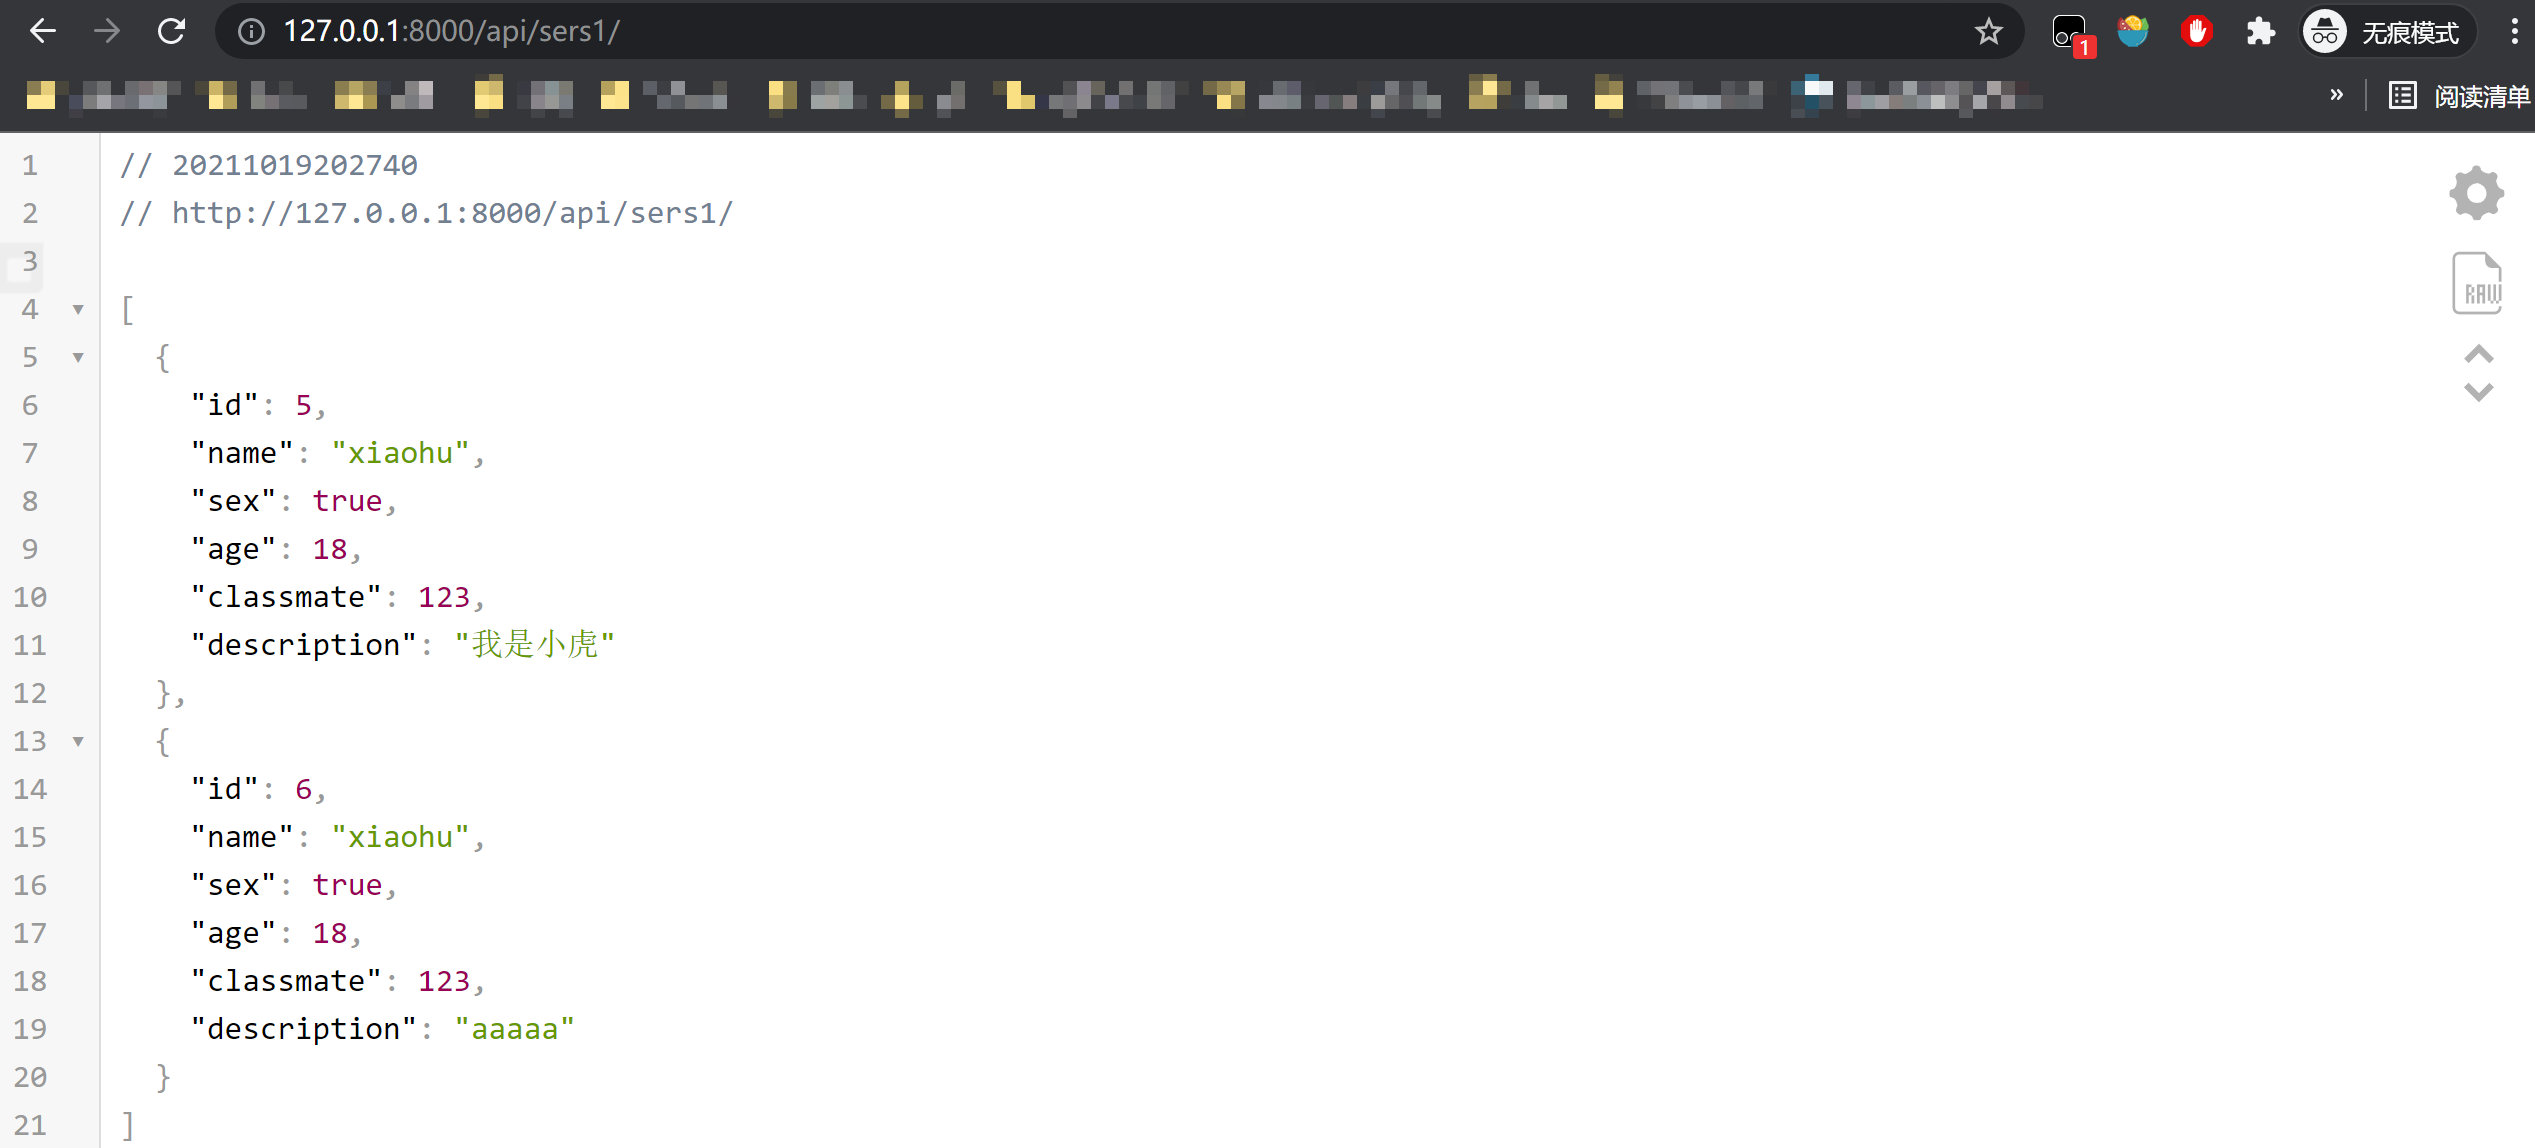 127.0.0.1:8000/api/sers1/
1
无痕模式
»
阅读清单
1 // 20211019202740
2 // http://127.0.0.1:8000/api/sers1/
3
4 [
5 {
6 "id": 5,
7 "name": "xiaohu",
8 "sex": true,
9 "age": 18,
10 "classmate": 123,
11 "description": "我是小虎"
12 },
13 {
14 "id": 6,
15 "name": "xiaohu",
16 "sex": true,
17 "age": 18,
18 "classmate": 123,
19 "description": "aaaaa"
20 }
21 ]
RAW